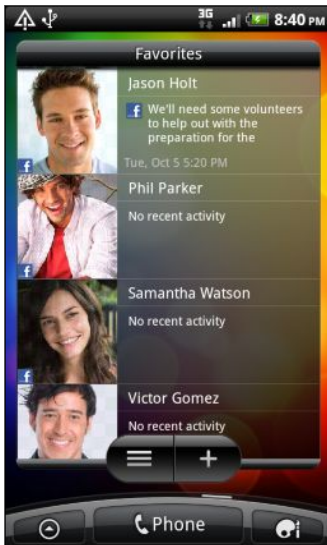 3G 8:40 PM
Favorites
Jason Holt
f We'll need some volunteers
to help out with the
preparation for the
f Tue, Oct 5 5:20 PM
Phil Parker
No recent activity
f
Samantha Watson
No recent activity
f
Victor Gomez
No recent activity
Phone